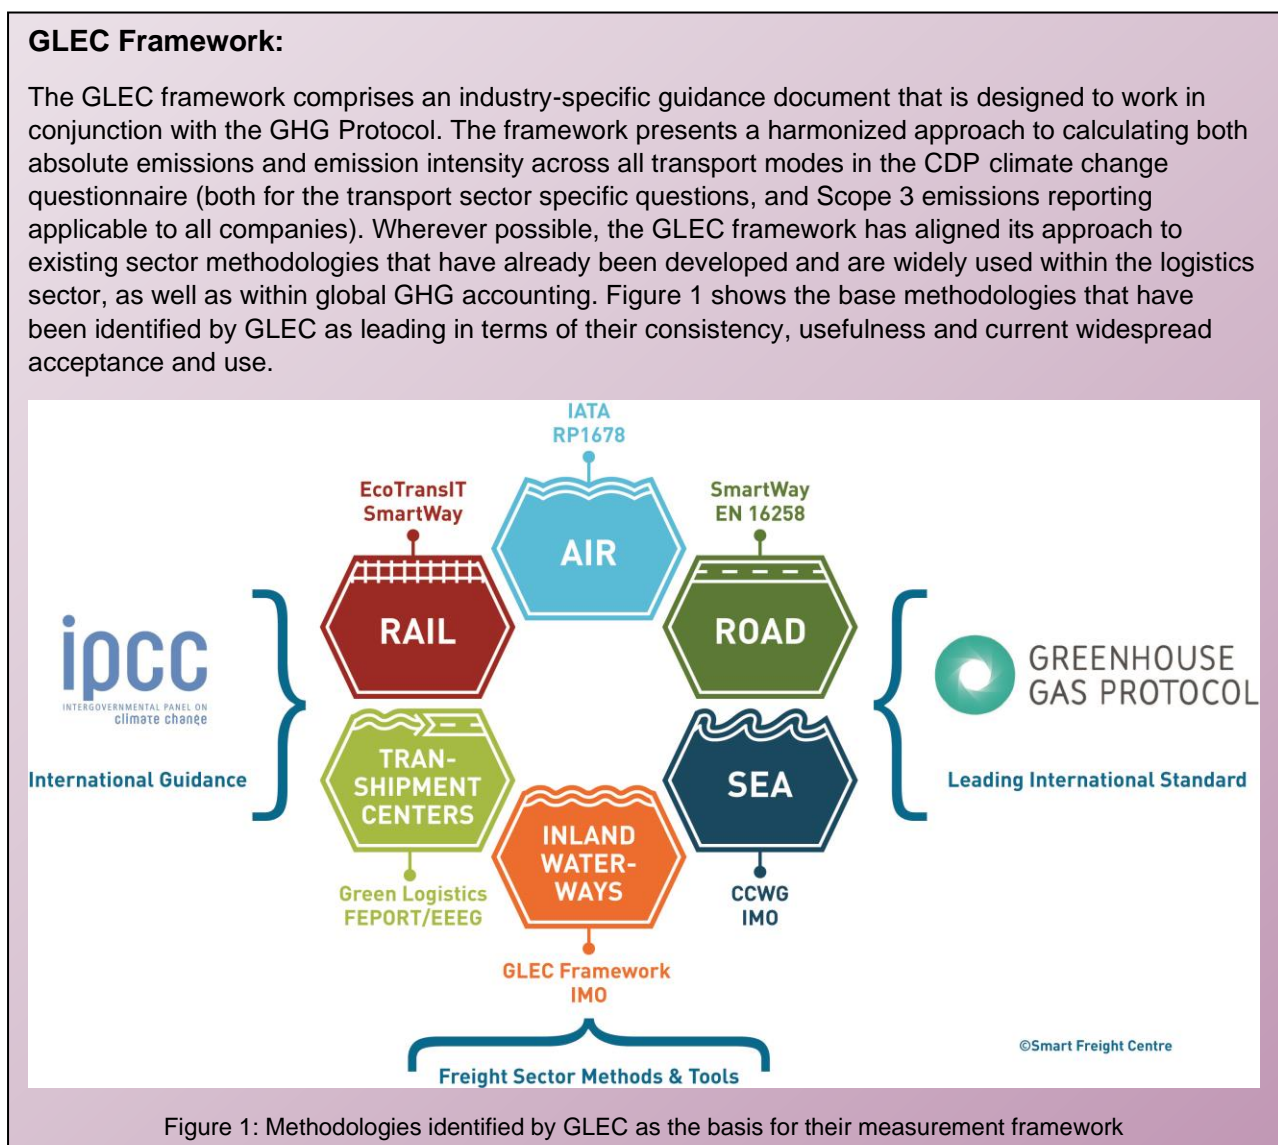 GLEC Framework:
The GLEC framework comprises an industry-specific guidance document that is designed to work in
conjunction with the GHG Protocol. The framework presents a harmonized approach to calculating both
absolute emissions and emission intensity across all transport modes in the CDP climate change
questionnaire (both for the transport sector specific questions, and Scope 3 emissions reporting
applicable to all companies). Wherever possible, the GLEC framework has aligned its approach to
existing sector methodologies that have already been developed and are widely used within the logistics
sector, as well as within global GHG accounting. Figure 1 shows the base methodologies that have
been identified by GLEC as leading in terms of their consistency, usefulness and current widespread
acceptance and use.
IATA
RP1678
EcoTransIT
SmartWay
SmartWay
EN 16258
AIR
RAIL
ROAD
ipcc
INTERGOVERNMENTAL PANEL ON
climate change
International Guidance
GREENHOUSE
GAS PROTOCOL
Leading International Standard
TRAN-
SHIPMENT
CENTERS
SEA
INLAND
WATER-
WAYS
Green Logistics
FEPORT/EEEG
CCWG
IMO
GLEC Framework
IMO
©Smart Freight Centre
Freight Sector Methods & Tools
Figure 1: Methodologies identified by GLEC as the basis for their measurement framework